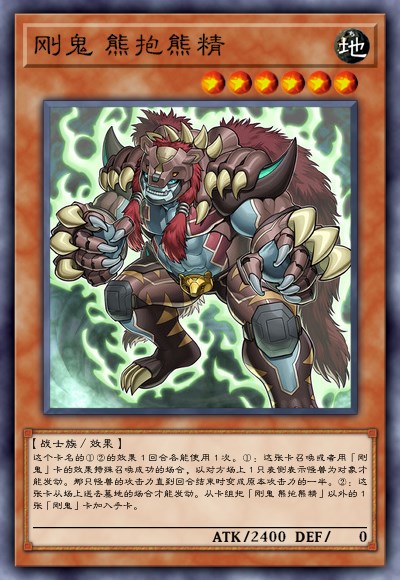 刚鬼 熊抱熊精
地
【战士族/效果】
这个卡名的①②的效果1回合各能使用1次。①：这张卡召唤或者用「刚
鬼」卡的效果特殊召唤成功的场合，以对方场上1只表侧表示怪兽为对象才
能发动。那只怪兽的攻击力直到回合结束时变成原本攻击力的一半。②：这
张卡从场上送去墓地的场合才能发动。从卡组把「刚鬼 熊抱熊精」以外的1
张「刚鬼」卡加入手卡。
ATK/2400 DEF/ 0